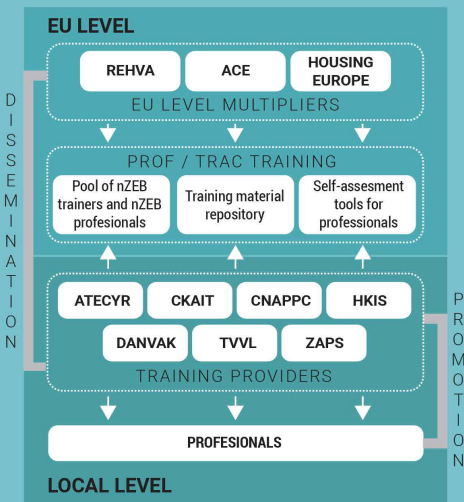 EU LEVEL
REHVA
ACE
HOUSING
EUROPE
EU LEVEL MULTIPLIERS
PROF / TRAC TRAINING
Pool of nZEB
trainers and nZEB
profesionals
Training material
repository
Self-assesment
tools for
professionals
ATECYR
CKAIT
CNAPPC
HKIS
DANVAK
TVVL
ZAPS
TRAINING PROVIDERS
PROFESIONALS
LOCAL LEVEL
DISSEMINATION
PROMOTION